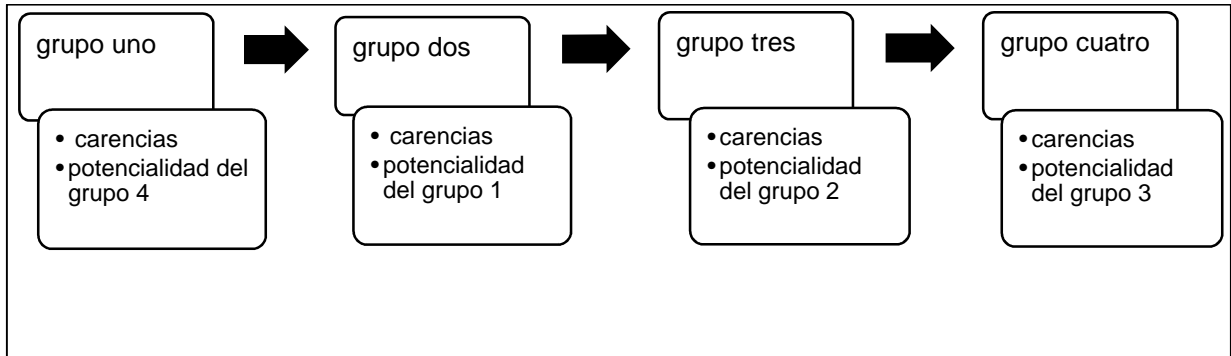 grupo uno
• carencias
• potencialidad del
grupo 4
grupo dos
• carencias
• potencialidad
del grupo 1
grupo tres
• carencias
• potencialidad
del grupo 2
grupo cuatro
• carencias
• potencialidad
del grupo 3